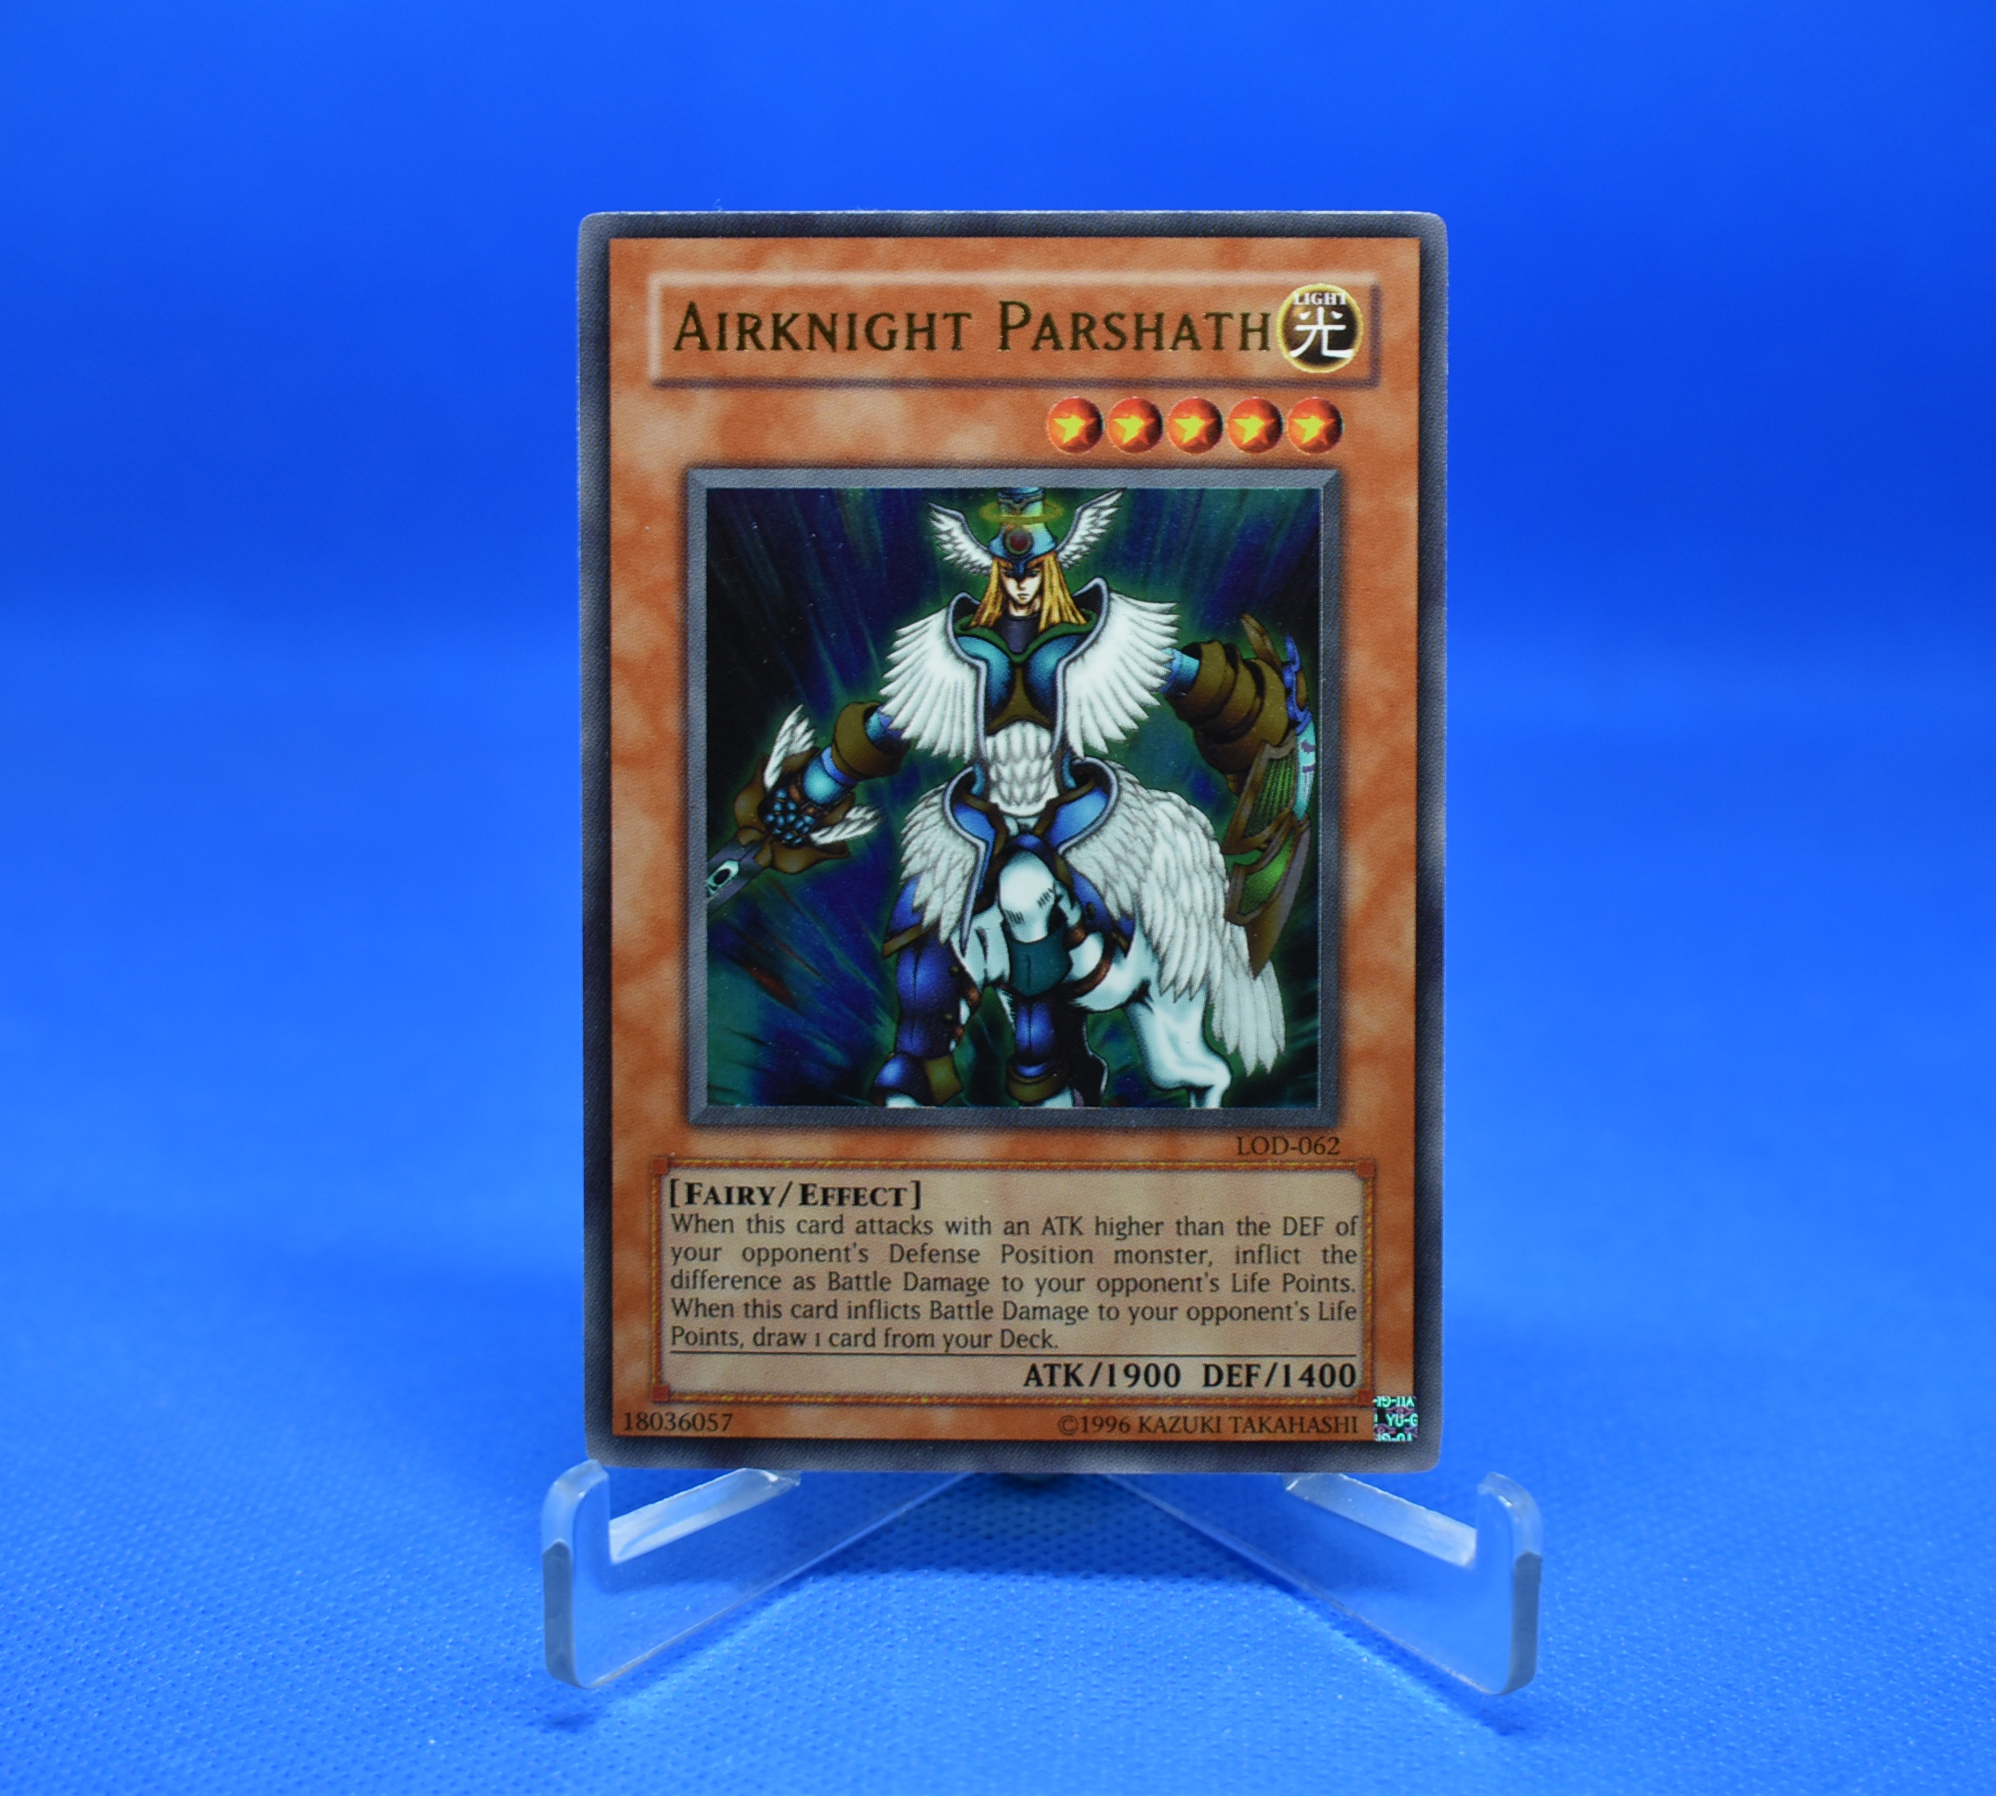 AIRKNIGHT PARSHATH
LIGHT
光
LOD-062
[FAIRY/EFFECT]
When this card attacks with an ATK higher than the DEF of
your opponent's Defense Position monster, inflict the
difference as Battle Damage to your opponent's Life Points.
When this card inflicts Battle Damage to your opponent's Life
Points, draw 1 card from your Deck.
ATK/1900 DEF/1400
18036057
©1996 KAZUKI TAKAHASHI